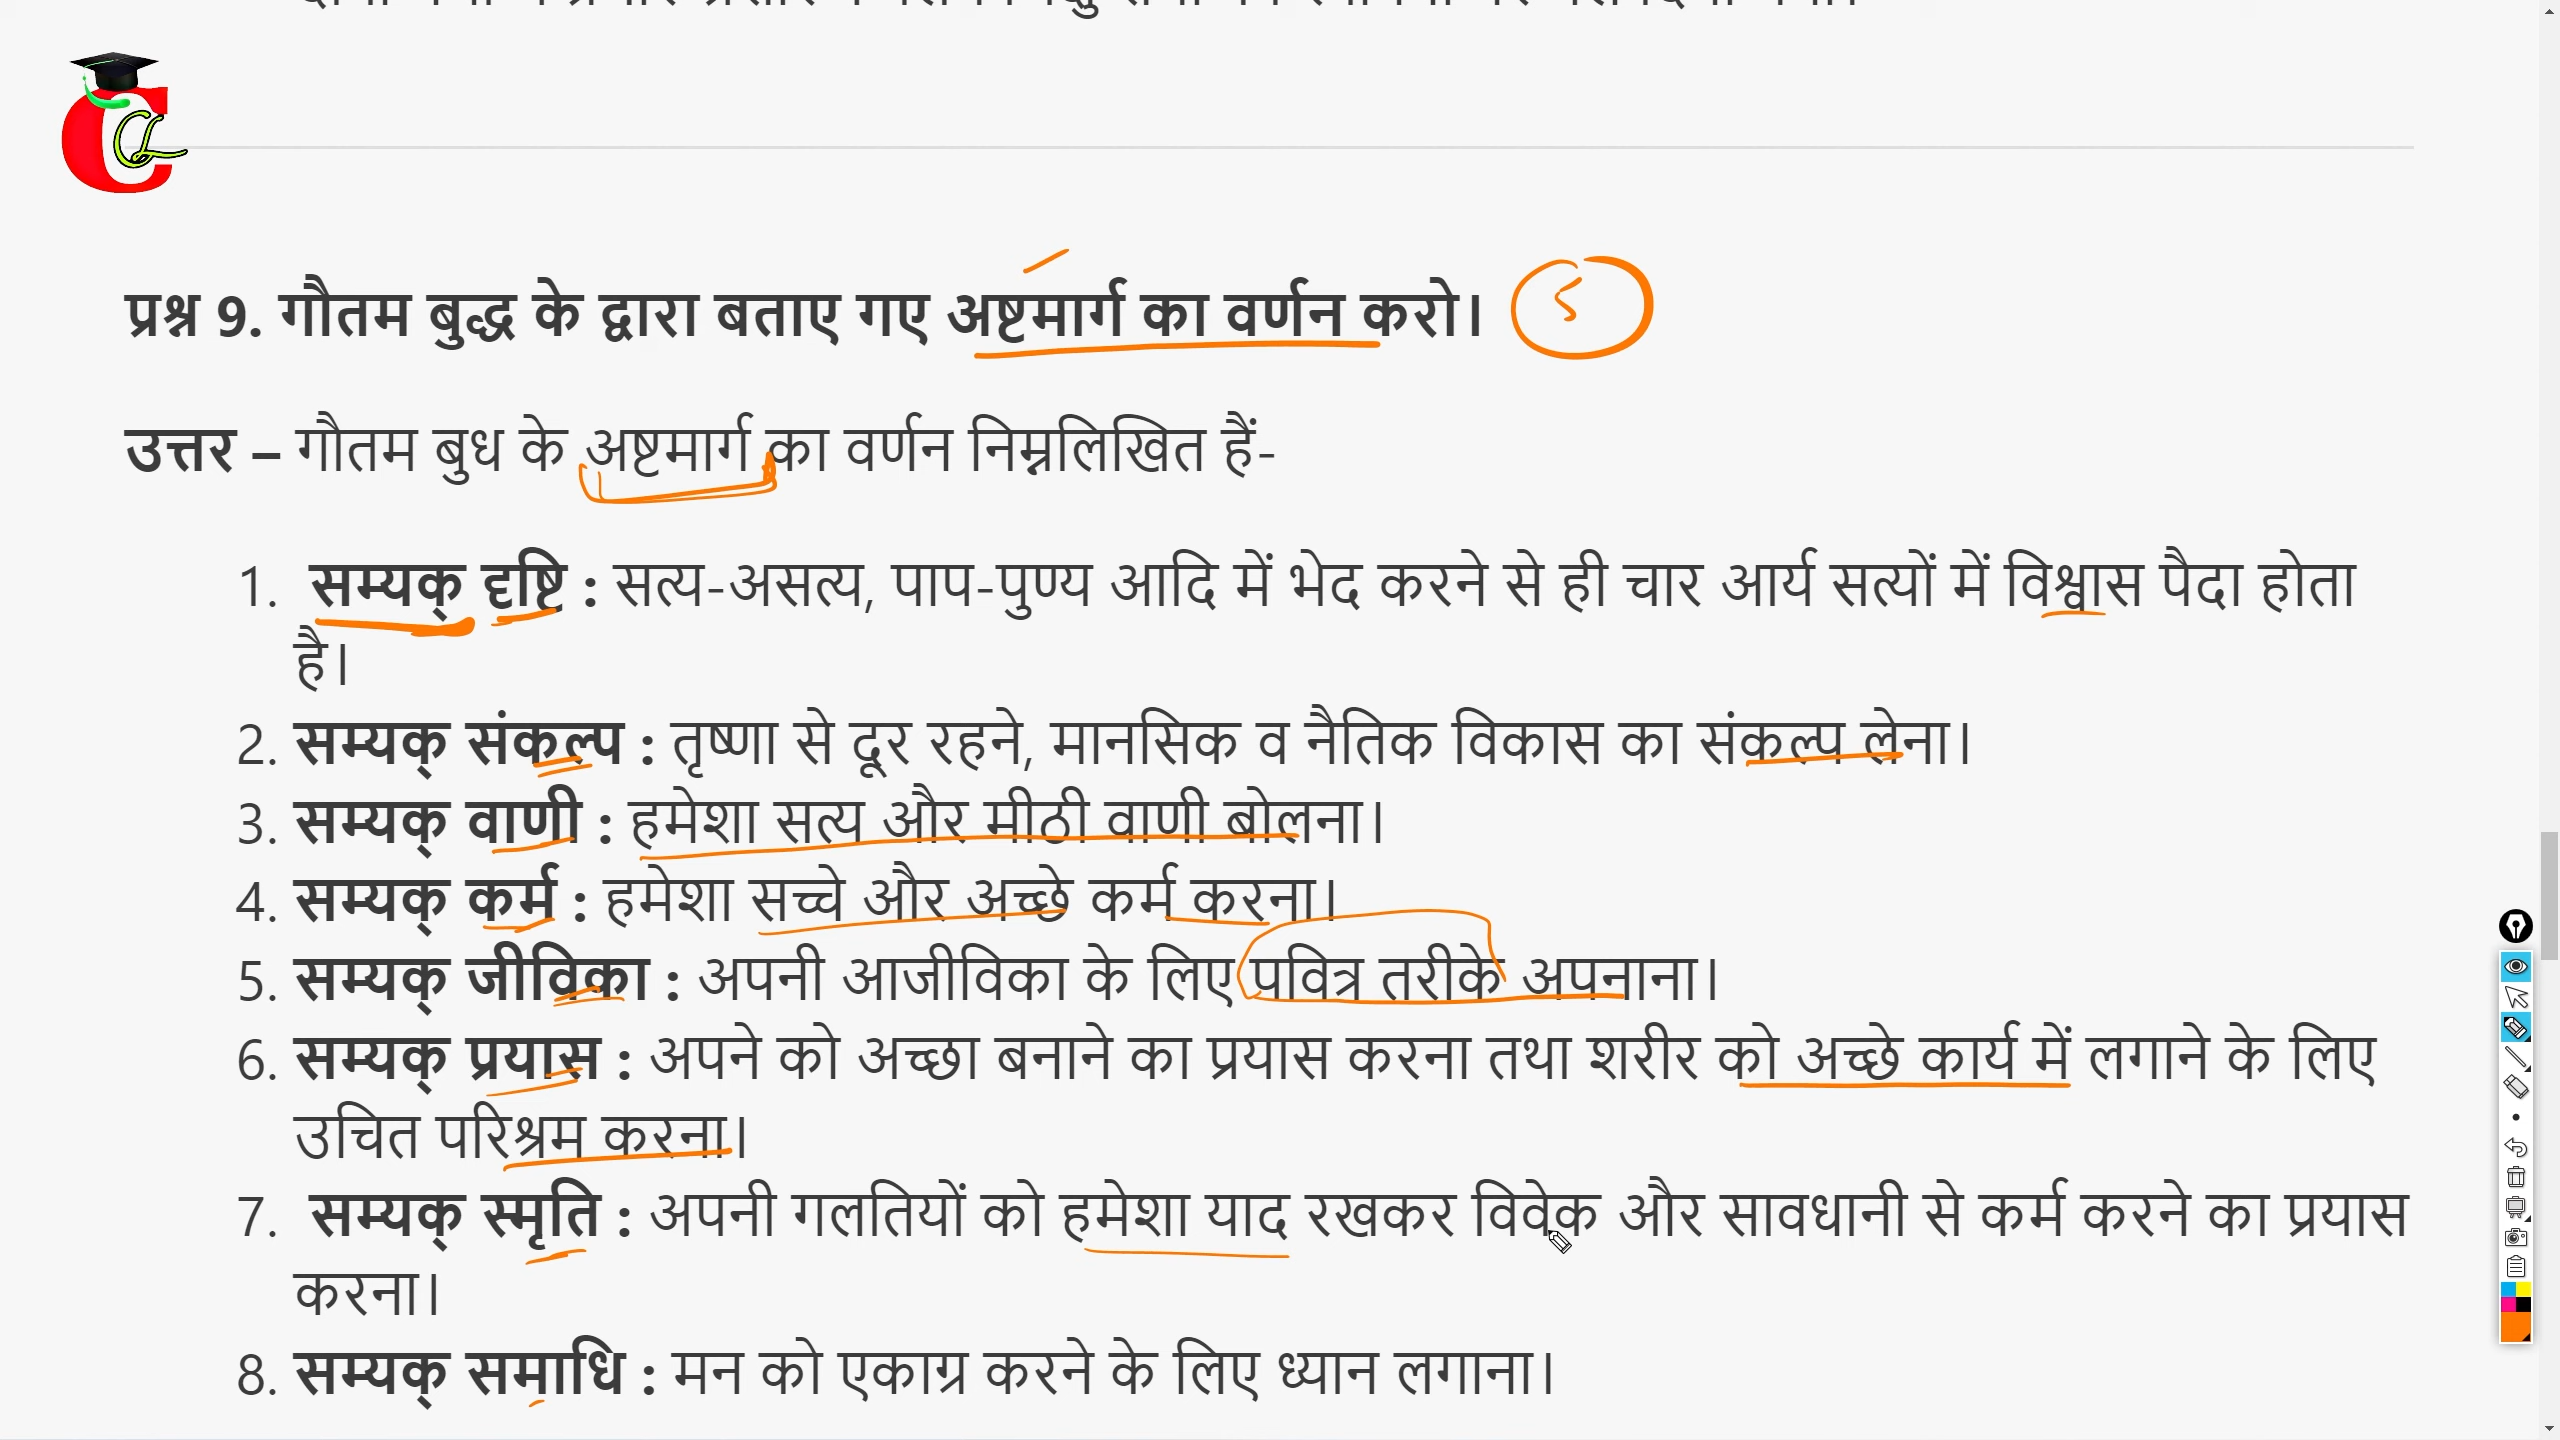 प्रश्न 9. गौतम बुद्ध के द्वारा बताए गए अष्टमार्ग का वर्णन करो।
उत्तर – गौतम बुध के अष्टमार्ग का वर्णन निम्नलिखित हैं-
1. सम्यक् दृष्टि : सत्य-असत्य, पाप-पुण्य आदि में भेद करने से ही चार आर्य सत्यों में विश्वास पैदा होता
है।
2. सम्यक् संकल्प : तृष्णा से दूर रहने, मानसिक व नैतिक विकास का संकल्प लेना।
3. सम्यक् वाणी : हमेशा सत्य और मीठी वाणी बोलना।
4. सम्यक् कर्म : हमेशा सच्चे और अच्छे कर्म करना।
5. सम्यक् जीविका : अपनी आजीविका के लिए पवित्र तरीके अपनाना।
6. सम्यक् प्रयास : अपने को अच्छा बनाने का प्रयास करना तथा शरीर को अच्छे कार्य में लगाने के लिए
उचित परिश्रम करना।
7. सम्यक् स्मृति : अपनी गलतियों को हमेशा याद रखकर विवेक और सावधानी से कर्म करने का प्रयास
करना।
8. सम्यक् समाधि : मन को एकाग्र करने के लिए ध्यान लगाना।